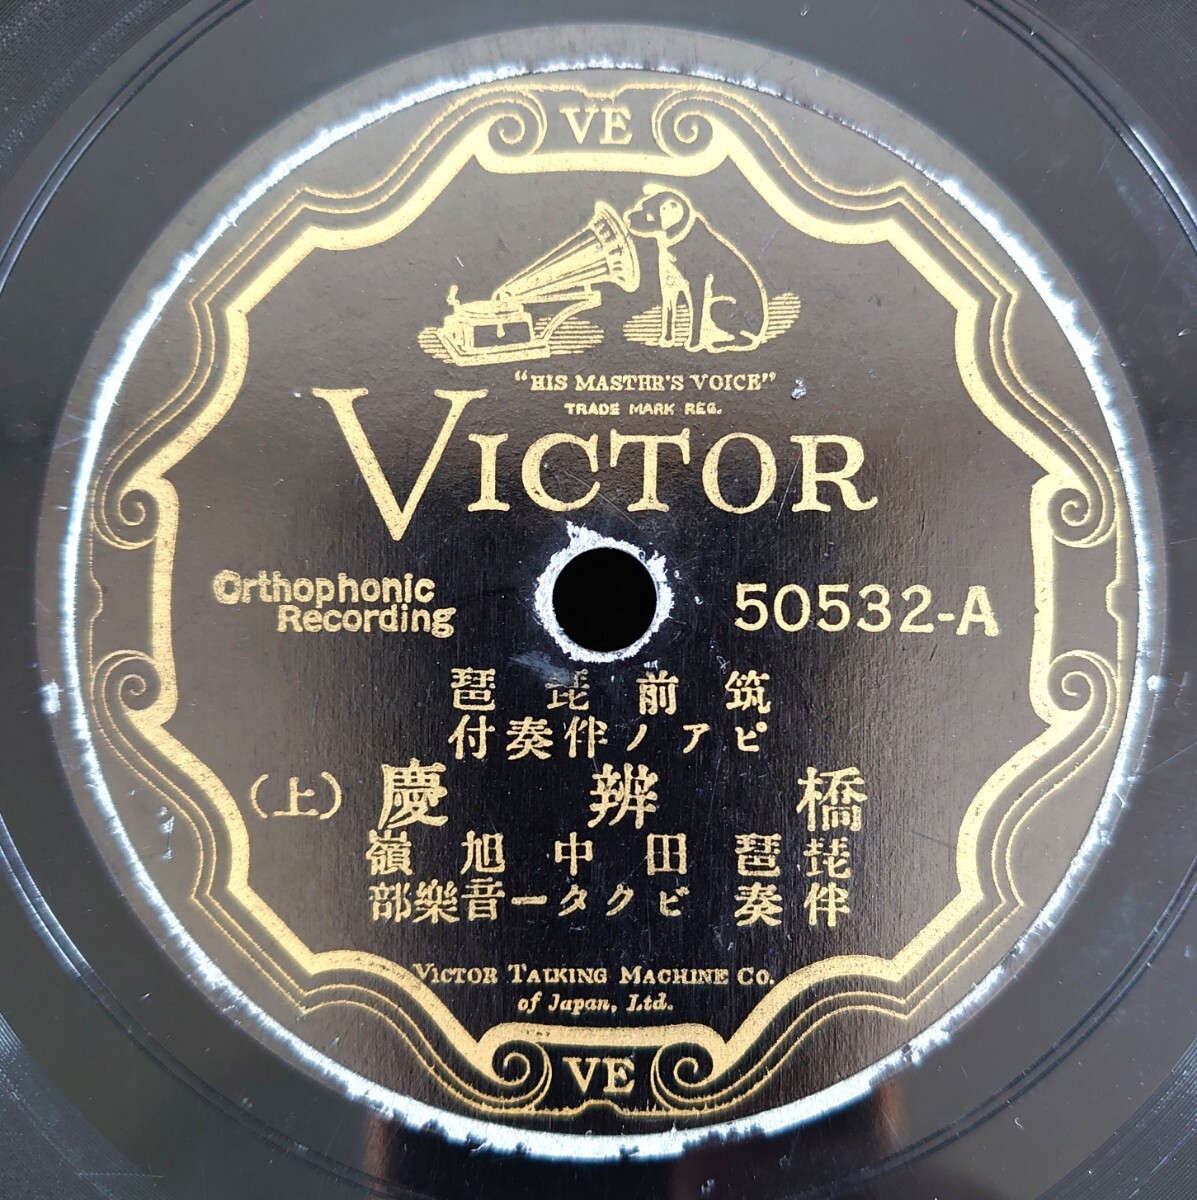 VE
"HIS MASTER'S VOICE"
TRADE MARK REG.
VICTOR
Orthophonic
Recording
50532-A
筑前琵琶
ピアノ伴奏付
橋辨慶(上)
琵琶 田中旭嶺
伴奏 ビクター音樂部
VICTOR TALKING MACHINE CO.
of Japan, Ltd.
VE